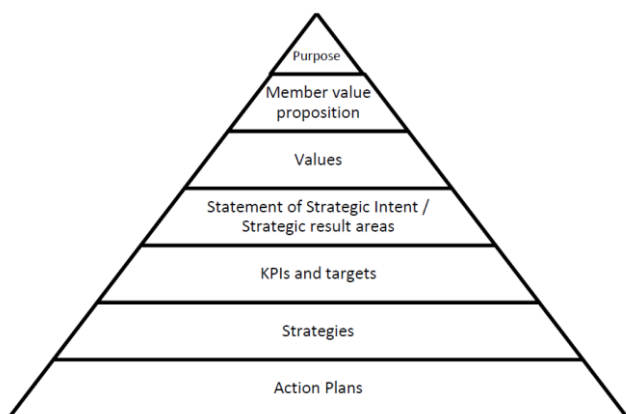 Purpose
Member value
proposition
Values
Statement of Strategic Intent /
Strategic result areas
KPIs and targets
Strategies
Action Plans